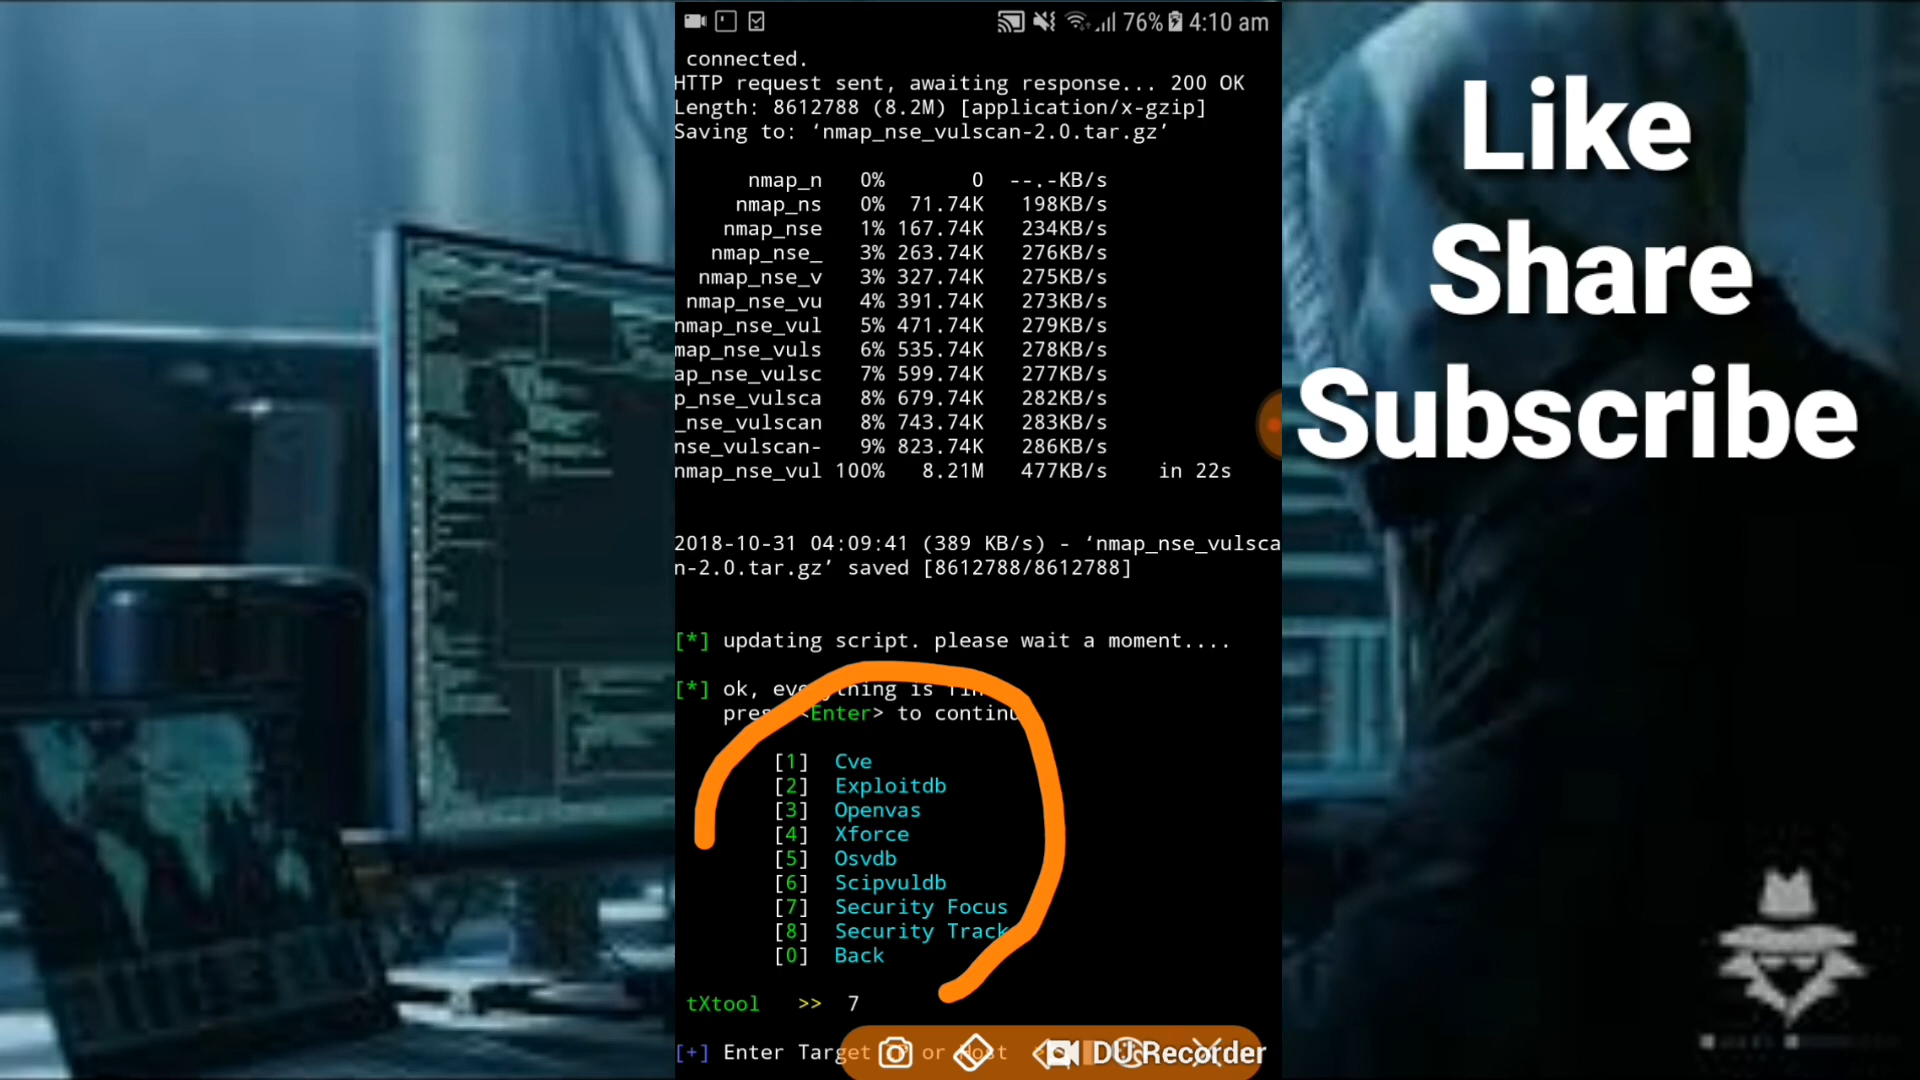 76% 4:10 am
connected.
HTTP request sent, awaiting response... 200 OK
Length: 8612788 (8.2M) [application/x-gzip]
Saving to: ‘nmap_nse_vulscan-2.0.tar.gz’
nmap_n 0% 0 --.-KB/s
nmap_ns 0% 71.74K 198KB/s
nmap_nse 1% 167.74K 234KB/s
nmap_nse_ 3% 263.74K 276KB/s
nmap_nse_v 3% 327.74K 275KB/s
nmap_nse_vu 4% 391.74K 273KB/s
nmap_nse_vul 5% 471.74K 279KB/s
map_nse_vuls 6% 535.74K 278KB/s
ap_nse_vulsc 7% 599.74K 277KB/s
p_nse_vulsca 8% 679.74K 282KB/s
_nse_vulscan 8% 743.74K 283KB/s
nse_vulscan- 9% 823.74K 286KB/s
nmap_nse_vul 100% 8.21M 477KB/s in 22s
2018-10-31 04:09:41 (389 KB/s) - ‘nmap_nse_vulsca
n-2.0.tar.gz’ saved [8612788/8612788]
[*] updating script. please wait a moment....
[*] ok, everything is
<Enter> to continu
[1] Cve
[2] Exploitdb
[3] Openvas
[4] Xforce
[5] Osvdb
[6] Scipvuldb
[7] Security Focus
[8] Security Track
[0] Back
tXtool >> 7
[+] Enter Target or Host
DU Recorder
Like
Share
Subscribe